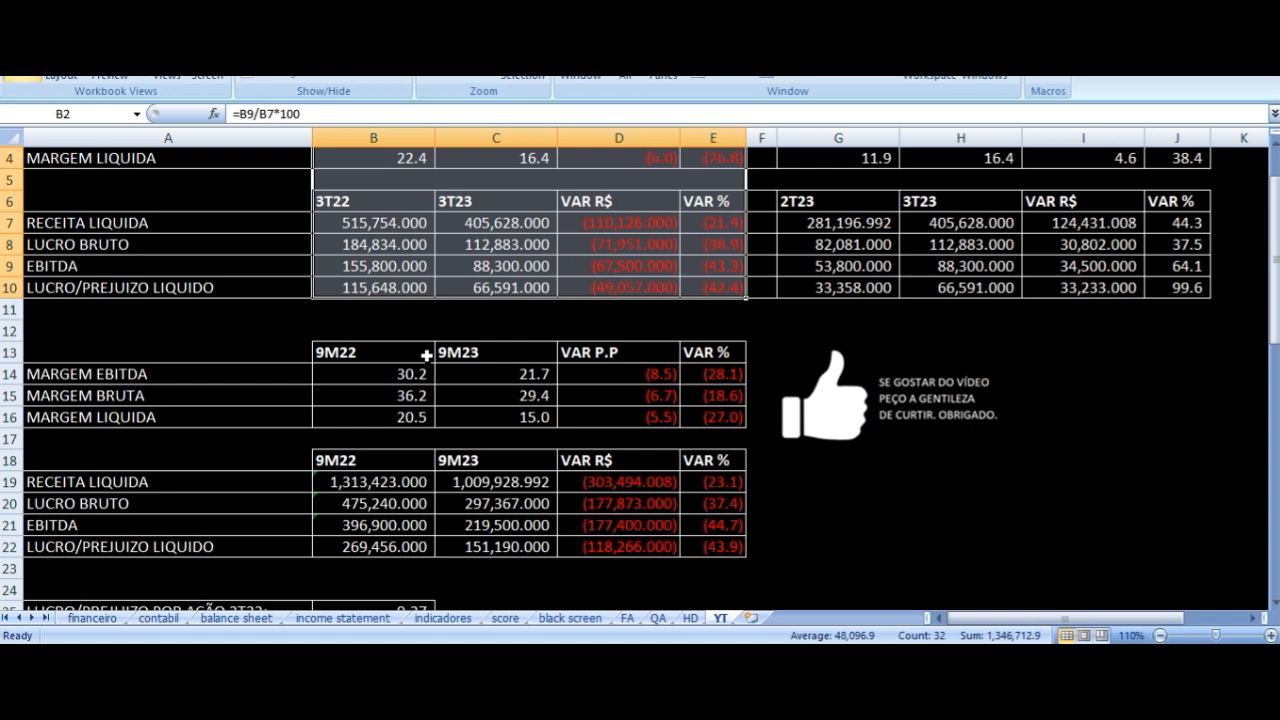 Workbook Views Show/Hide Zoom Window Macros
B2 fx =B9/B7*100
A B C D E F G H I J K
4 MARGEM LIQUIDA 22.4 16.4 (6.0) (26.8) 11.9 16.4 4.6 38.4
5
6 3T22 3T23 VAR R$ VAR % 2T23 3T23 VAR R$ VAR %
7 RECEITA LIQUIDA 515,754.000 405,628.000 (110,126.000) (21.4) 281,196.992 405,628.000 124,431.008 44.3
8 LUCRO BRUTO 184,834.000 112,883.000 (71,951.000) (38.9) 82,081.000 112,883.000 30,802.000 37.5
9 EBITDA 155,800.000 88,300.000 (67,500.000) (43.3) 53,800.000 88,300.000 34,500.000 64.1
10 LUCRO/PREJUIZO LIQUIDO 115,648.000 66,591.000 (49,057.000) (42.4) 33,358.000 66,591.000 33,233.000 99.6
11
12
13 9M22 9M23 VAR P.P VAR %
14 MARGEM EBITDA 30.2 21.7 (8.5) (28.1)
15 MARGEM BRUTA 36.2 29.4 (6.7) (18.6)
16 MARGEM LIQUIDA 20.5 15.0 (5.5) (27.0)
SE GOSTAR DO VÍDEO
PEÇO A GENTILEZA
DE CURTIR. OBRIGADO.
17
18 9M22 9M23 VAR R$ VAR %
19 RECEITA LIQUIDA 1,313,423.000 1,009,928.992 (303,494.008) (23.1)
20 LUCRO BRUTO 475,240.000 297,367.000 (177,873.000) (37.4)
21 EBITDA 396,900.000 219,500.000 (177,400.000) (44.7)
22 LUCRO/PREJUIZO LIQUIDO 269,456.000 151,190.000 (118,266.000) (43.9)
23
24
financeiro contabil balance sheet income statement indicadores score black screen FA QA HD YT
Ready Average: 48,096.9 Count: 32 Sum: 1,346,712.9 110%